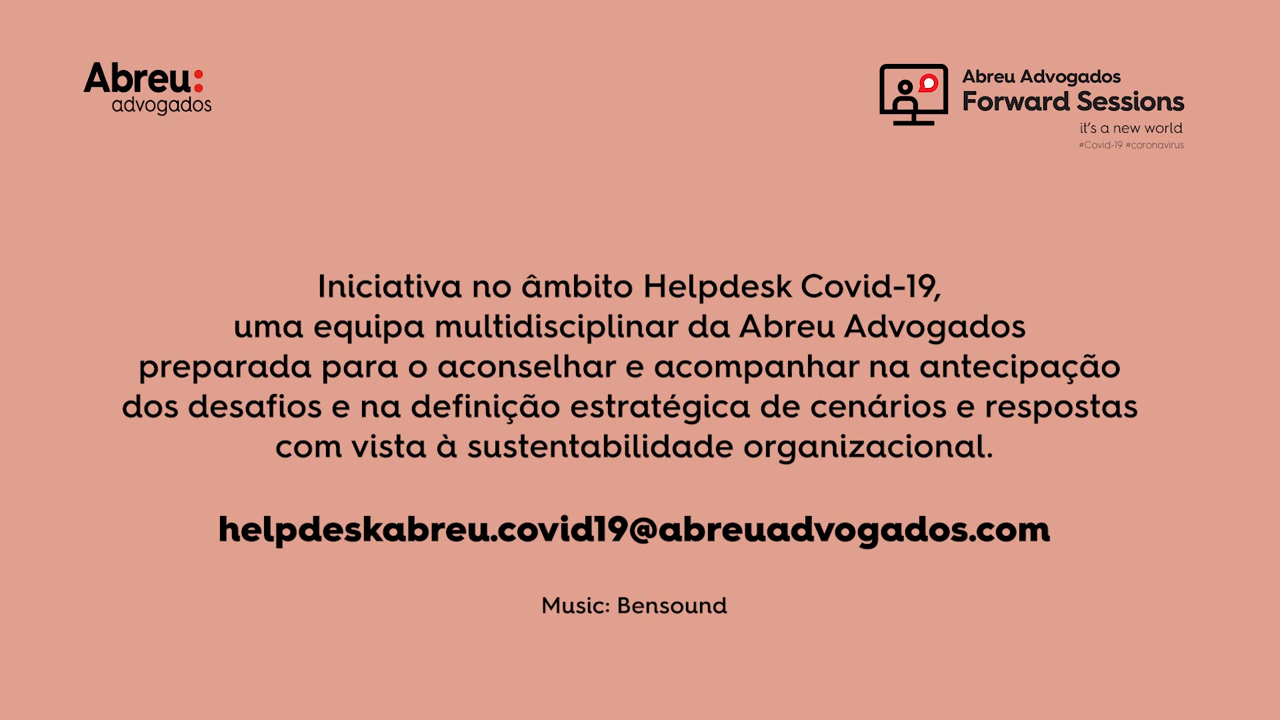 Abreu:
advogados
Abreu Advogados
Forward Sessions
it's a new world
#Covid-19 #coronavirus
Iniciativa no âmbito Helpdesk Covid-19,
uma equipa multidisciplinar da Abreu Advogados
preparada para o aconselhar e acompanhar na antecipação
dos desafios e na definição estratégica de cenários e respostas
com vista à sustentabilidade organizacional.
helpdeskabreu.covid19@abreuadvogados.com
Music: Bensound